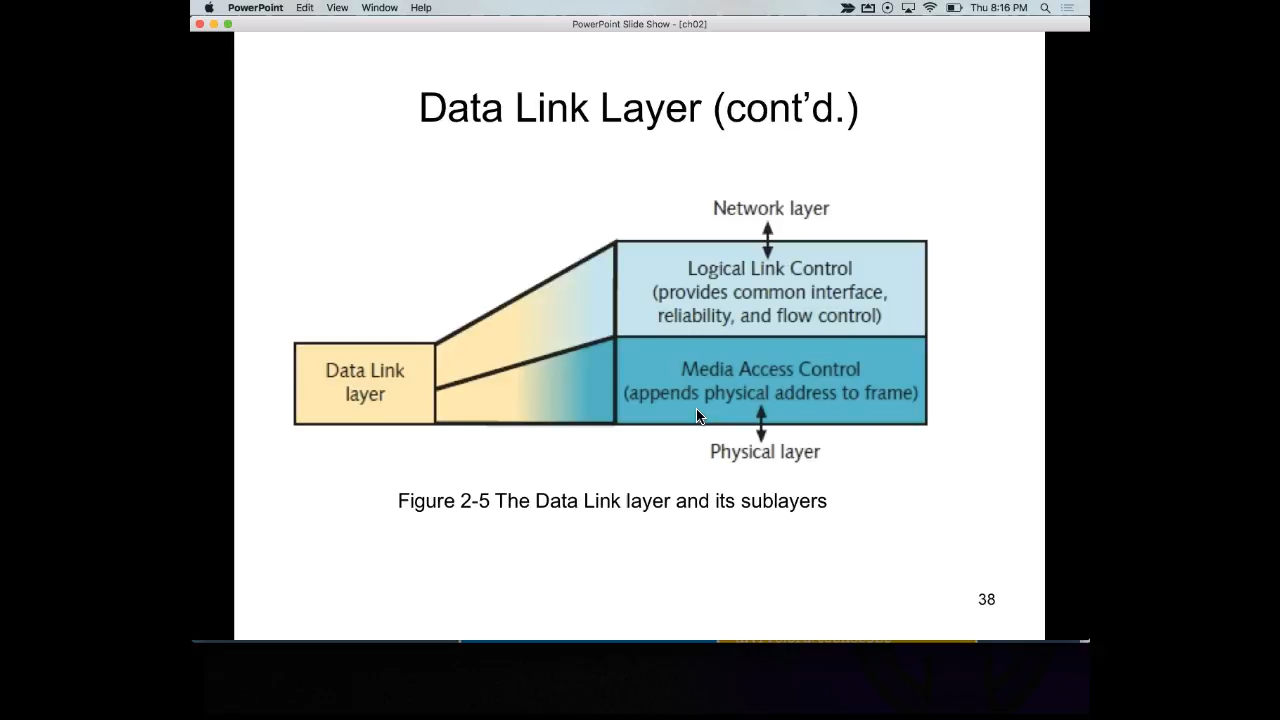 PowerPoint Edit View Window Help Thu 8:16 PM
PowerPoint Slide Show - [ch02]
Data Link Layer (cont’d.)
Network layer
Logical Link Control
(provides common interface,
reliability, and flow control)
Data Link
layer
Media Access Control
(appends physical address to frame)
Physical layer
Figure 2-5 The Data Link layer and its sublayers
38